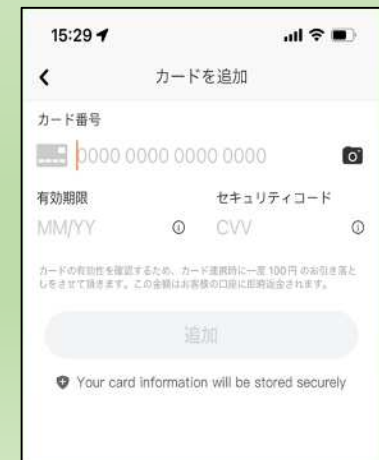 15:29
カードを追加
カード番号
0000 0000 0000 0000
有効期限 セキュリティコード
MM/YY CVV
カードの有効性を確認するため、カード連携時に一度 100 円 のお引き落と
しをさせて頂きます。この金額はお客様の口座に即時返金されます。
追加
Your card information will be stored securely